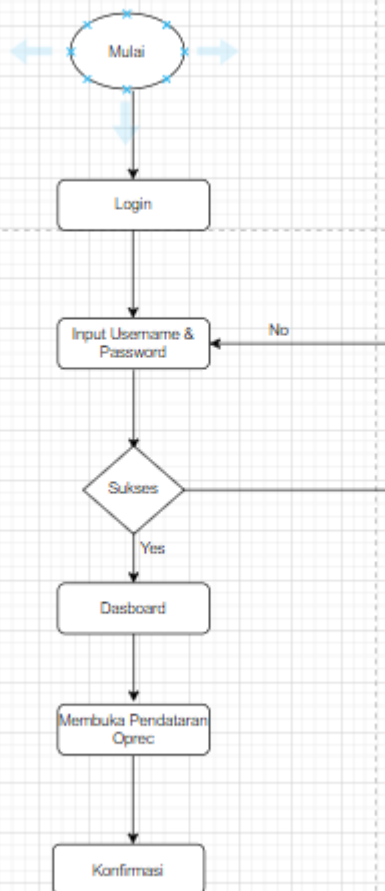 Mulai
Login
Input Username &
Password
No
Sukses
Yes
Dasboard
Membuka Pendataran
Oprec
Konfirmasi